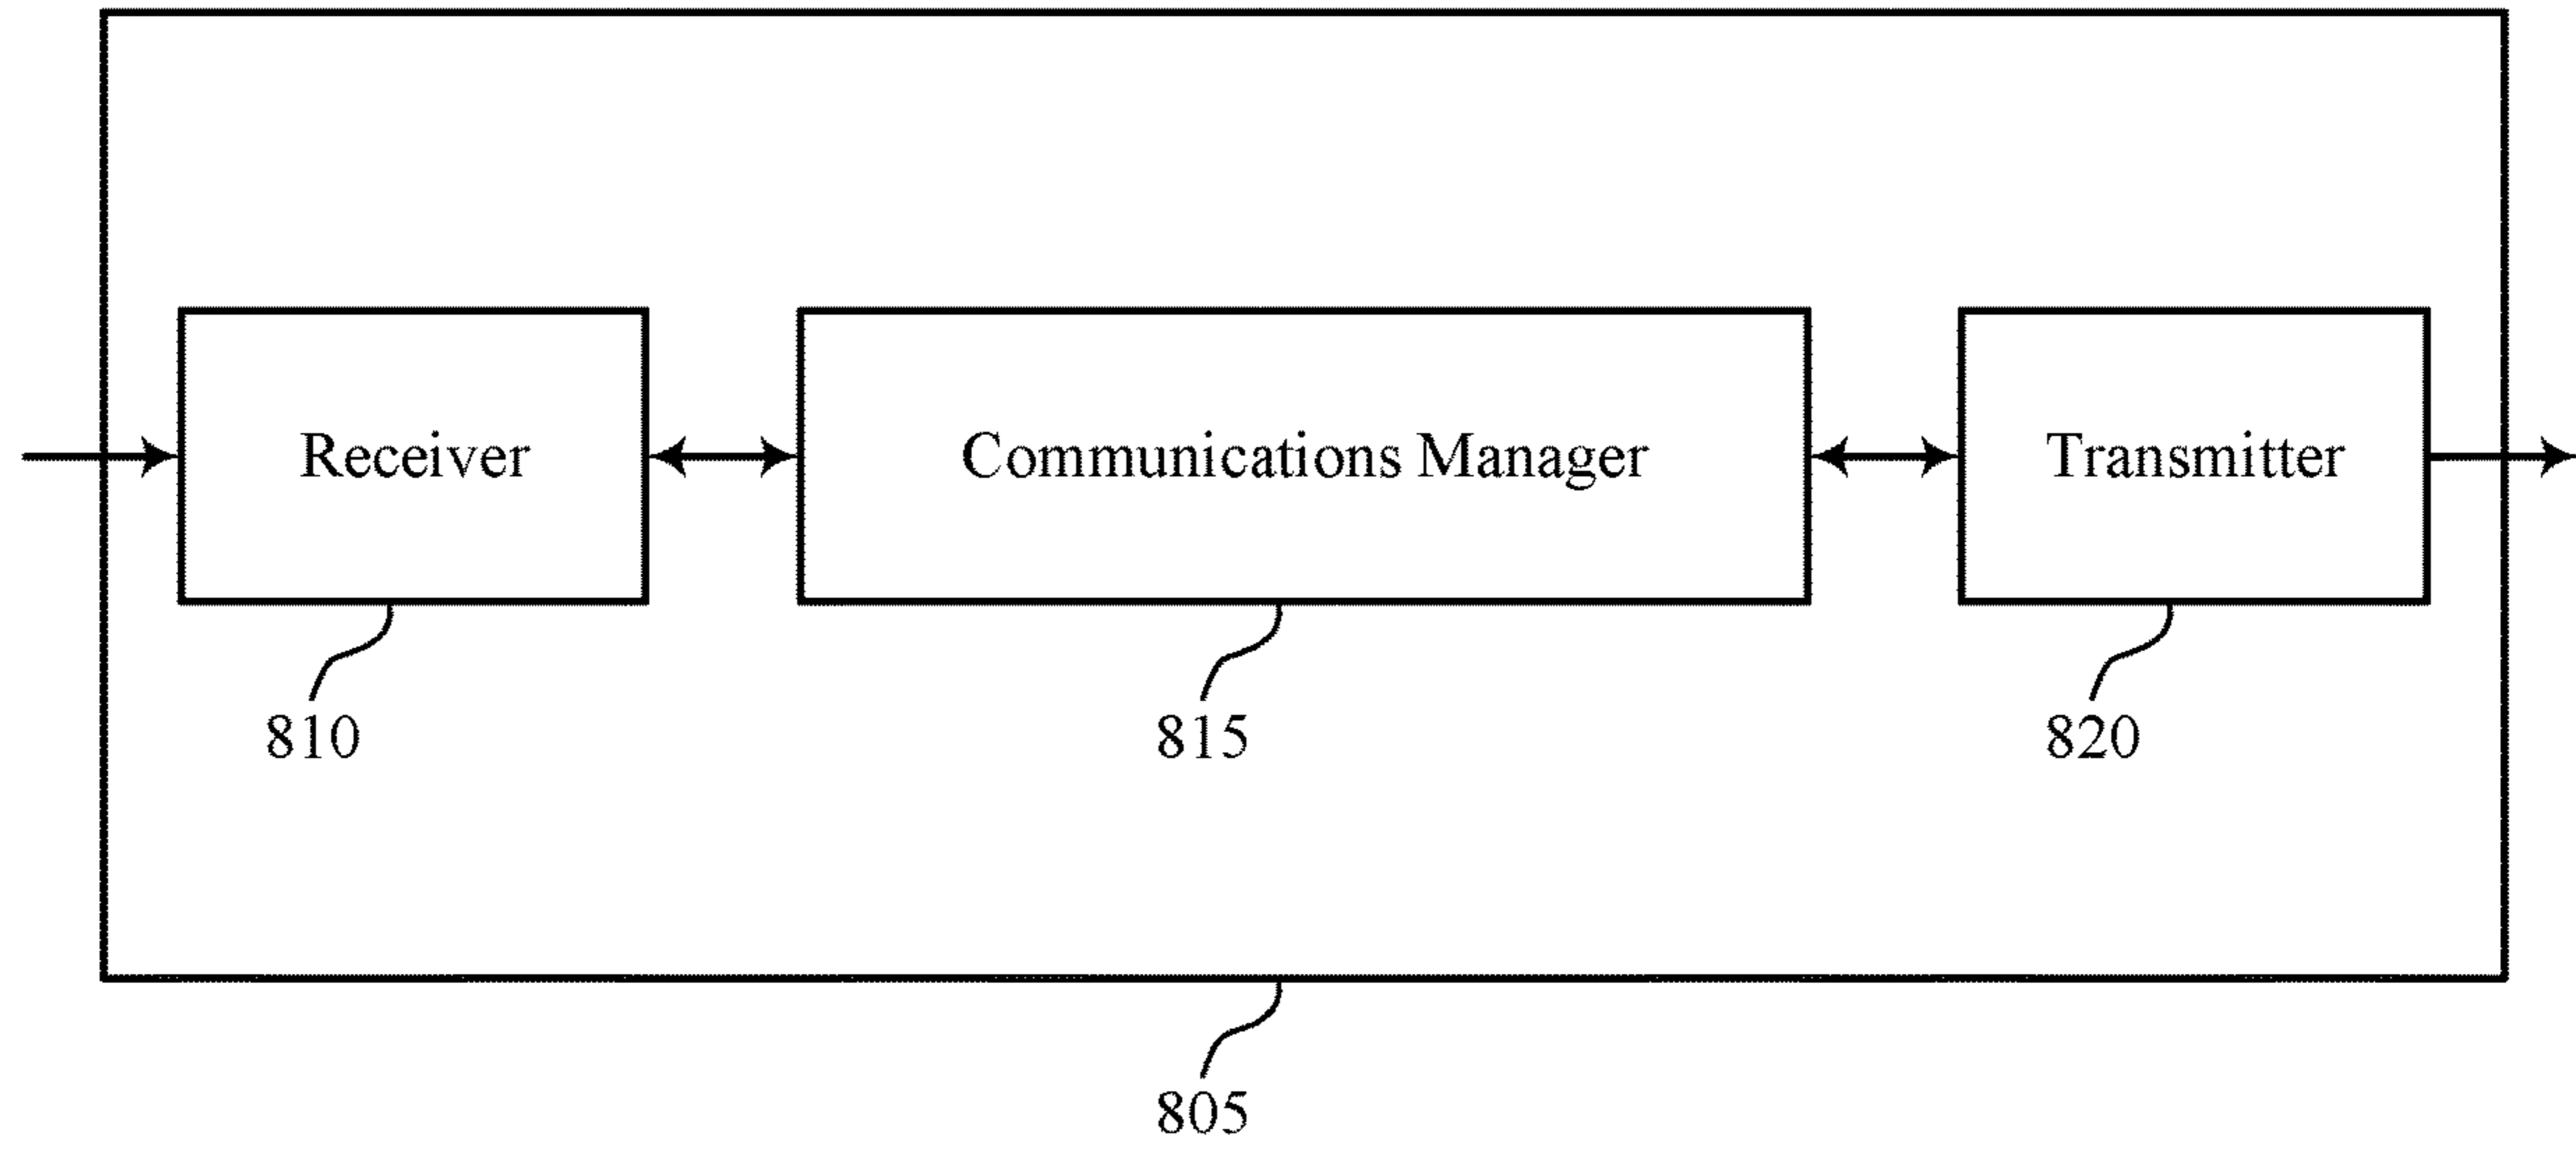 Receiver
Communications Manager
Transmitter
810
815
820
805